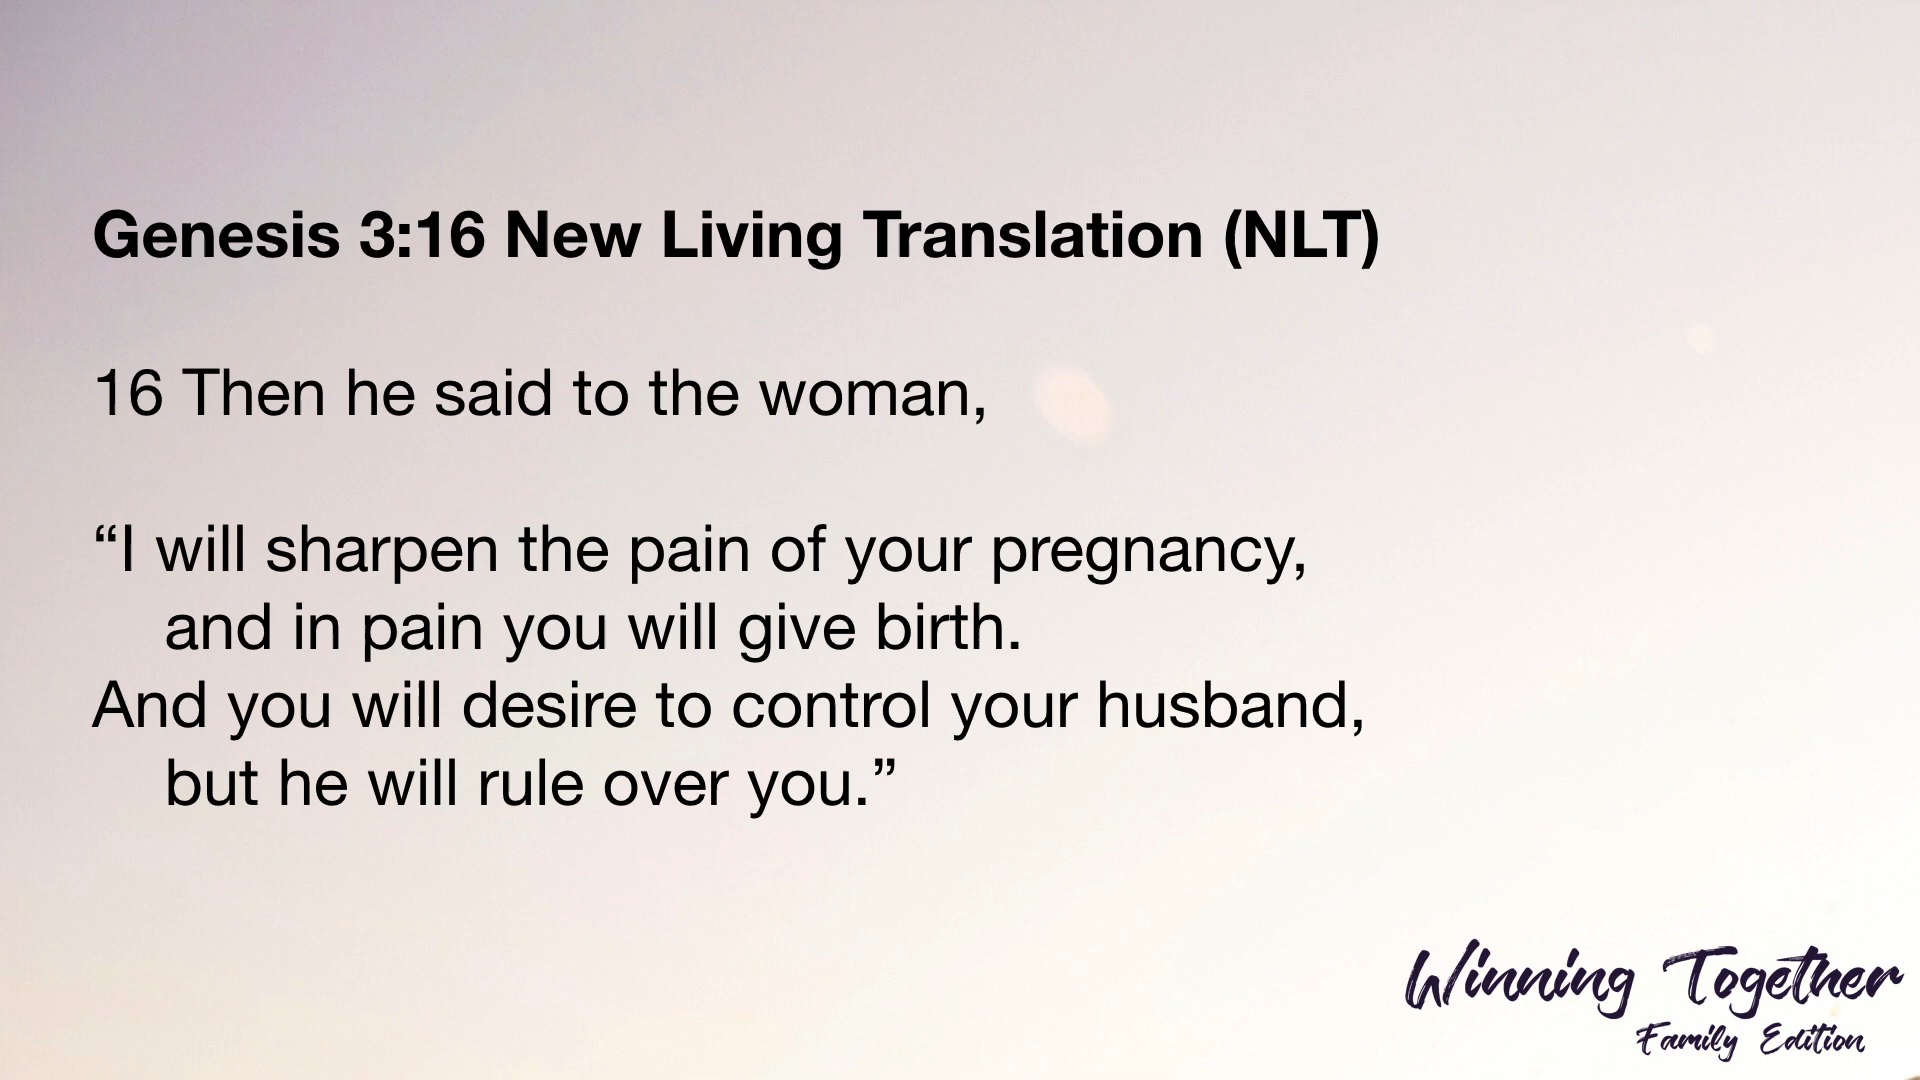 Genesis 3:16 New Living Translation (NLT)
16 Then he said to the woman,
“I will sharpen the pain of your pregnancy,
and in pain you will give birth.
And you will desire to control your husband,
but he will rule over you.”
Winning Together
Family Edition